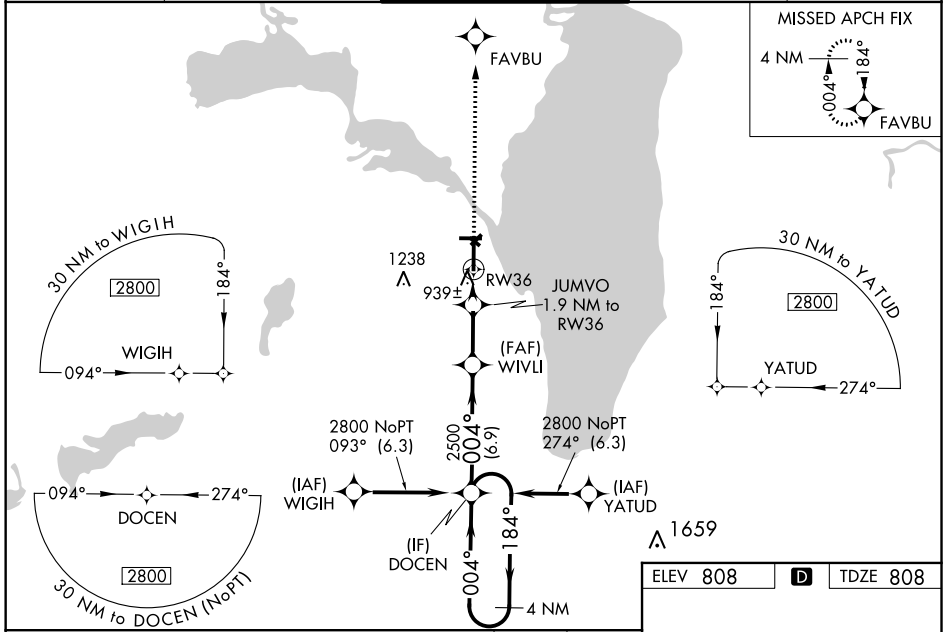 MISSED APCH FIX
4 NM
184°
004°
FAVBU
FAVBU
30 NM to WIGIH
2800
184°
WIGIH
094°
1238
939±
RW36
JUMVO
1.9 NM to
RW36
(FAF)
WIVLI
30 NM to YATUD
2800
184°
YATUD
274°
2800 NoPT
093° (6.3)
2500
004°
(6.9)
2800 NoPT
274° (6.3)
(IAF)
WIGIH
(IAF)
YATUD
(IF)
DOCEN
004°
184°
4 NM
094°
274°
DOCEN
2800
30 NM to DOCEN (NoPT)
1659
ELEV 808
D
TDZE 808